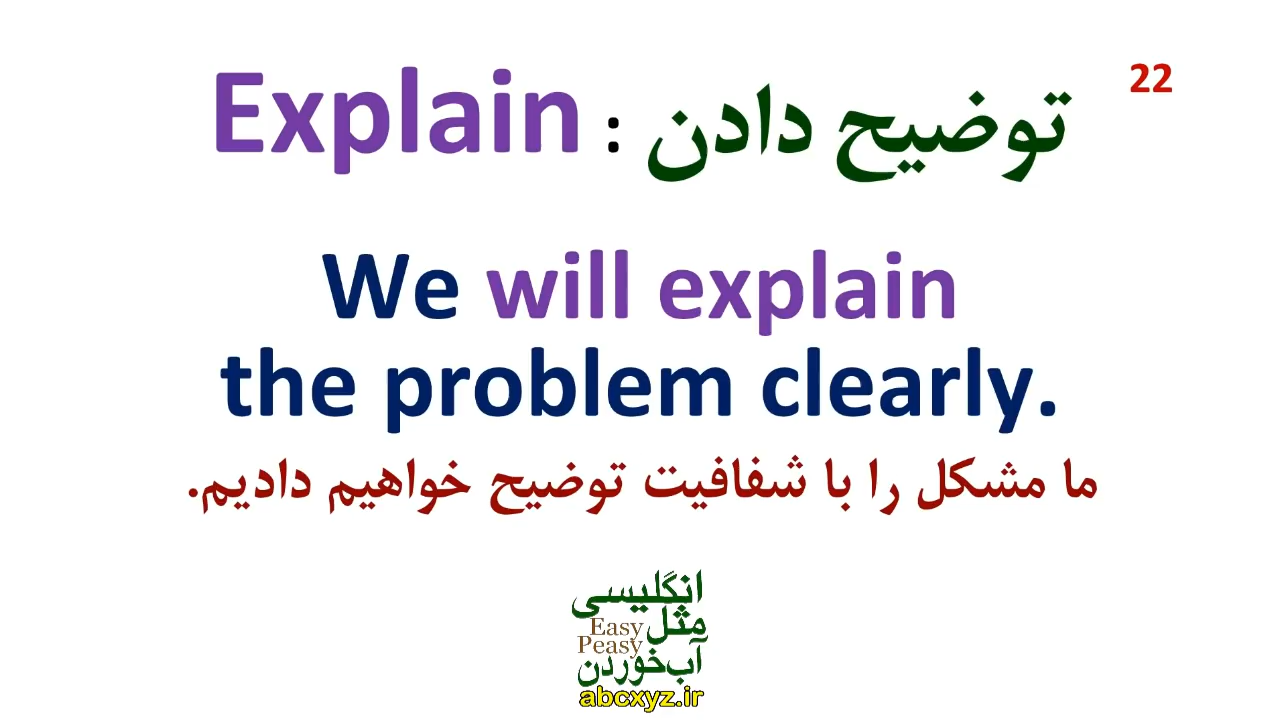 22
Explain : توضیح دادن
We will explain
the problem clearly.
ما مشکل را با شفافیت توضیح خواهیم دادیم.
انگلیسی
مثل
Easy
Peasy
آب‌خوردن
abcxyz.ir